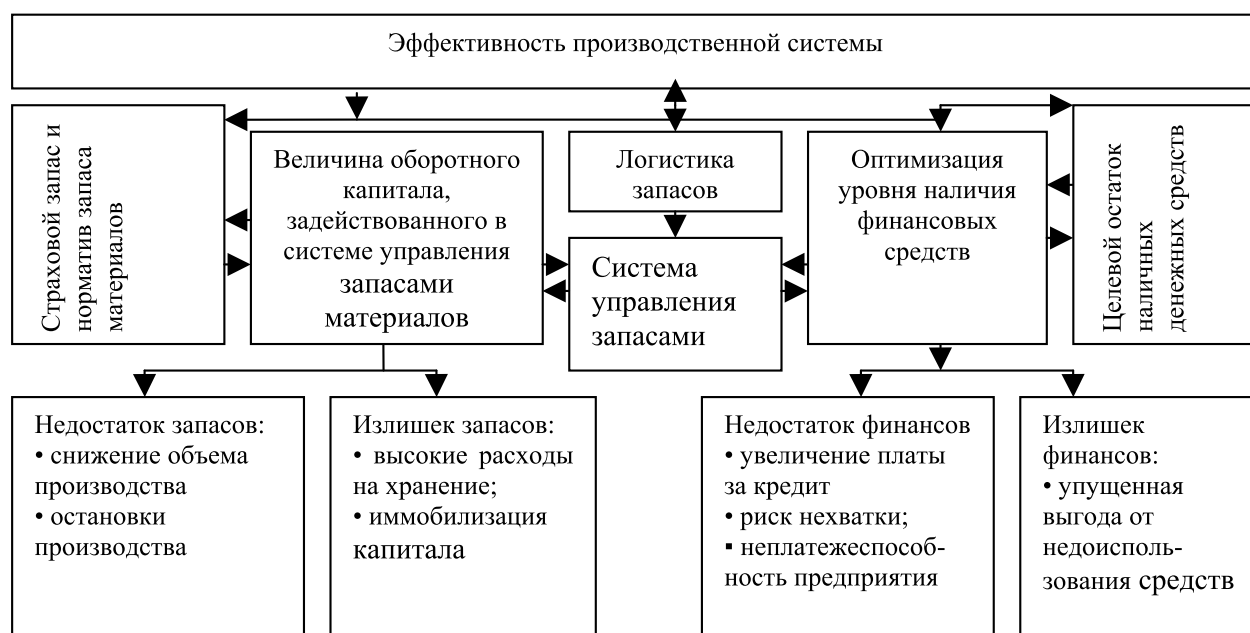 Эффективность производственной системы
Страховой запас и
норматив запаса
материалов
Величина оборотного
капитала,
задействованного в
системе управления
запасами
материалов
Логистика
запасов
Система
управления
запасами
Оптимизация
уровня наличия
финансовых
средств
Целевой остаток
наличных
денежных средств
Недостаток запасов:
• снижение объема
производства
• остановки
производства
Излишек запасов:
• высокие расходы
на хранение;
• иммобилизация
капитала
Недостаток финансов
• увеличение платы
за кредит
• риск нехватки;
▪ неплатежеспособ-
ность предприятия
Излишек
финансов:
• упущенная
выгода от
недоисполь-
зования средств